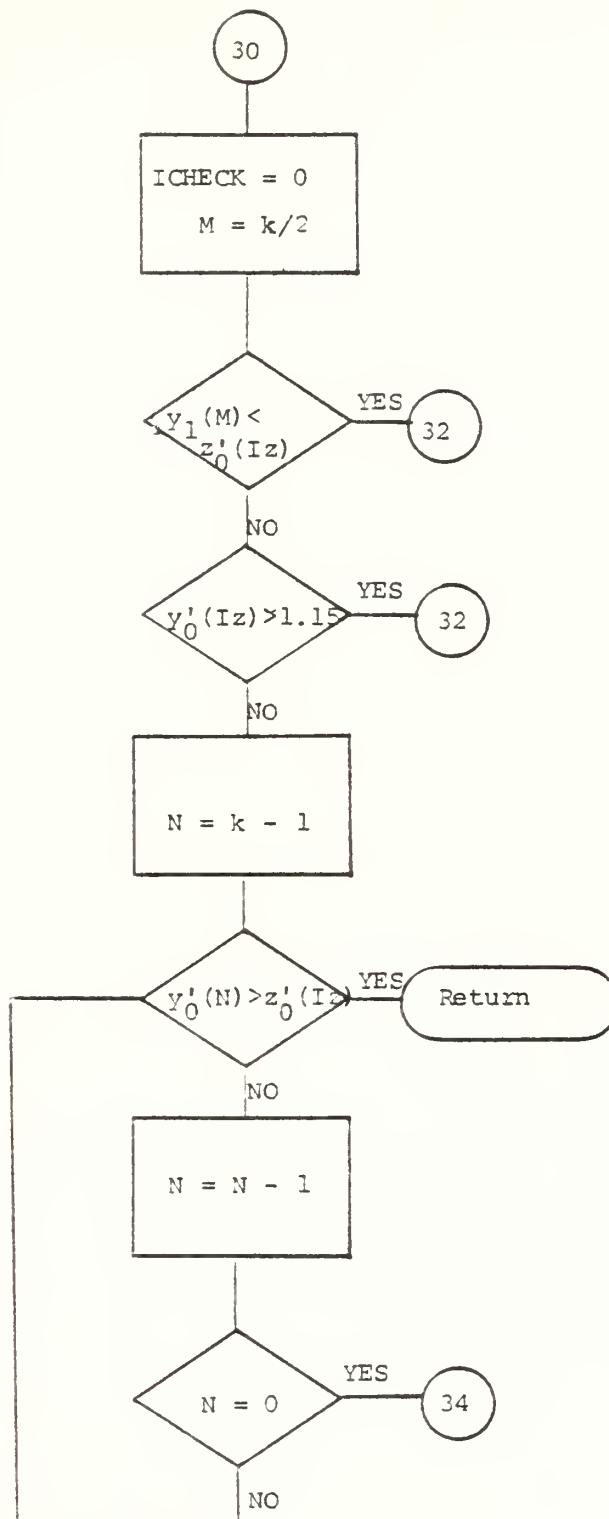 30
ICHECK = 0
M = k/2
y₁(M)<
z'₀(Iz)
YES
32
NO
y'₀(Iz)>1.15
YES
32
NO
N = k - 1
y'₀(N)>z'₀(Iz)
YES
Return
NO
N = N - 1
N = 0
YES
34
NO